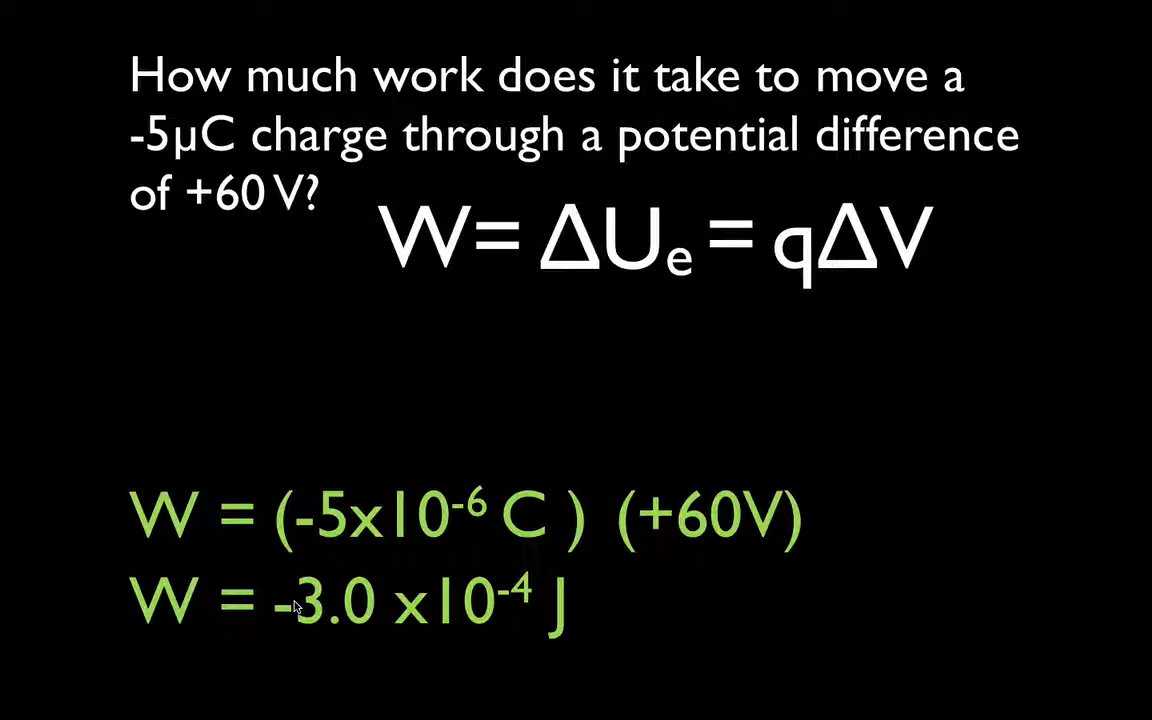 How much work does it take to move a
-5µC charge through a potential difference
of +60 V?
W= ΔUₑ = qΔV
W = (-5x10⁻⁶ C ) (+60V)
W = -3.0 x10⁻⁴ J